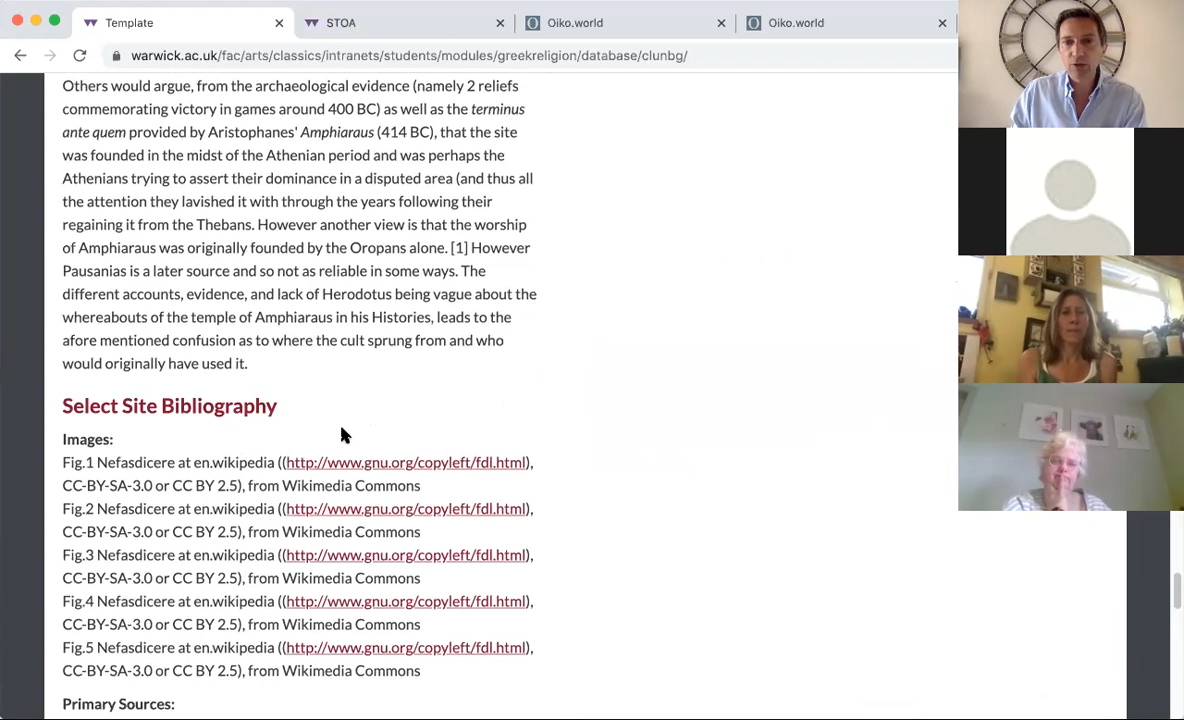 Template
STOA
Oiko.world
Oiko.world
warwick.ac.uk/fac/arts/classics/intranets/students/modules/greekreligion/database/clunbg/
Others would argue, from the archaeological evidence (namely 2 reliefs
commemorating victory in games around 400 BC) as well as the terminus
ante quem provided by Aristophanes' Amphiaraus (414 BC), that the site
was founded in the midst of the Athenian period and was perhaps the
Athenians trying to assert their dominance in a disputed area (and thus all
the attention they lavished it with through the years following their
regaining it from the Thebans. However another view is that the worship
of Amphiaraus was originally founded by the Oropans alone. [1] However
Pausanias is a later source and so not as reliable in some ways. The
different accounts, evidence, and lack of Herodotus being vague about the
whereabouts of the temple of Amphiaraus in his Histories, leads to the
afore mentioned confusion as to where the cult sprung from and who
would originally have used it.
Select Site Bibliography
Images:
Fig.1 Nefasdicere at en.wikipedia ((http://www.gnu.org/copyleft/fdl.html),
CC-BY-SA-3.0 or CC BY 2.5), from Wikimedia Commons
Fig.2 Nefasdicere at en.wikipedia ((http://www.gnu.org/copyleft/fdl.html),
CC-BY-SA-3.0 or CC BY 2.5), from Wikimedia Commons
Fig.3 Nefasdicere at en.wikipedia ((http://www.gnu.org/copyleft/fdl.html),
CC-BY-SA-3.0 or CC BY 2.5), from Wikimedia Commons
Fig.4 Nefasdicere at en.wikipedia ((http://www.gnu.org/copyleft/fdl.html),
CC-BY-SA-3.0 or CC BY 2.5), from Wikimedia Commons
Fig.5 Nefasdicere at en.wikipedia ((http://www.gnu.org/copyleft/fdl.html),
CC-BY-SA-3.0 or CC BY 2.5), from Wikimedia Commons
Primary Sources: